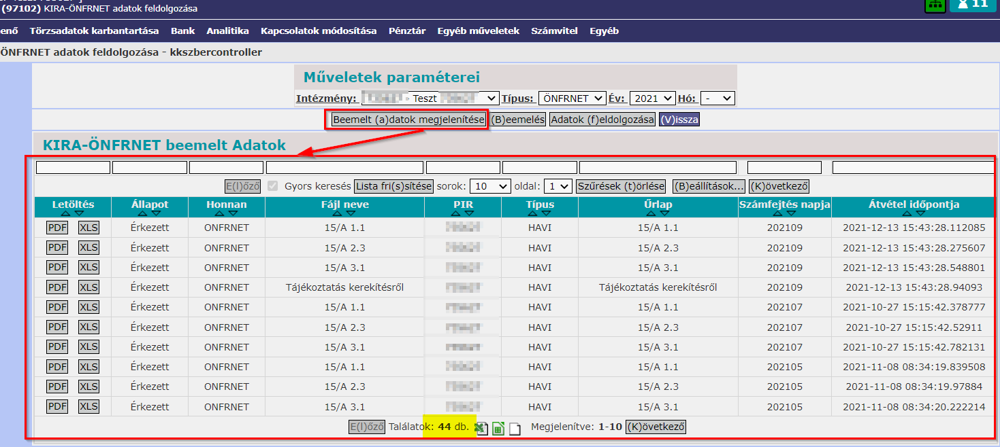 (97102) KIRA-ÖNFRNET adatok feldolgozása
11
enő Törzsadatok karbantartása Bank Analitika Kapcsolatok módosítása Pénztár Egyéb műveletek Számvitel Egyéb
ÖNFRNET adatok feldolgozása - kkszbercontroller
Műveletek paraméterei
Intézmény: - Teszt Típus: ÖNFRNET Év: 2021 Hó: -
Beemelt (a)datok megjelenítése (B)eemelés Adatok (f)eldolgozása (V)issza
KIRA-ÖNFRNET beemelt Adatok
E(l)őző Gyors keresés Lista fri(s)sítése sorok: 10 oldal: 1 Szűrések (t)örlése (B)eállítások... (K)övetkező
Letöltés Állapot Honnan Fájl neve PIR Típus Űrlap Számfejtés napja Átvétel időpontja
PDF XLS Érkezett ONFRNET 15/A 1.1 HAVI 15/A 1.1 202109 2021-12-13 15:43:28.112085
PDF XLS Érkezett ONFRNET 15/A 2.3 HAVI 15/A 2.3 202109 2021-12-13 15:43:28.275607
PDF XLS Érkezett ONFRNET 15/A 3.1 HAVI 15/A 3.1 202109 2021-12-13 15:43:28.548801
PDF XLS Érkezett ONFRNET Tájékoztatás kerekítésről HAVI Tájékoztatás kerekítésről 202109 2021-12-13 15:43:28.94093
PDF XLS Érkezett ONFRNET 15/A 1.1 HAVI 15/A 1.1 202107 2021-10-27 15:15:42.378777
PDF XLS Érkezett ONFRNET 15/A 2.3 HAVI 15/A 2.3 202107 2021-10-27 15:15:42.52911
PDF XLS Érkezett ONFRNET 15/A 3.1 HAVI 15/A 3.1 202107 2021-10-27 15:15:42.782131
PDF XLS Érkezett ONFRNET 15/A 1.1 HAVI 15/A 1.1 202105 2021-11-08 08:34:19.839508
PDF XLS Érkezett ONFRNET 15/A 2.3 HAVI 15/A 2.3 202105 2021-11-08 08:34:19.97884
PDF XLS Érkezett ONFRNET 15/A 3.1 HAVI 15/A 3.1 202105 2021-11-08 08:34:20.222214
E(l)őző Találatok: 44 db. Megjelenítve: 1-10 (K)övetkező